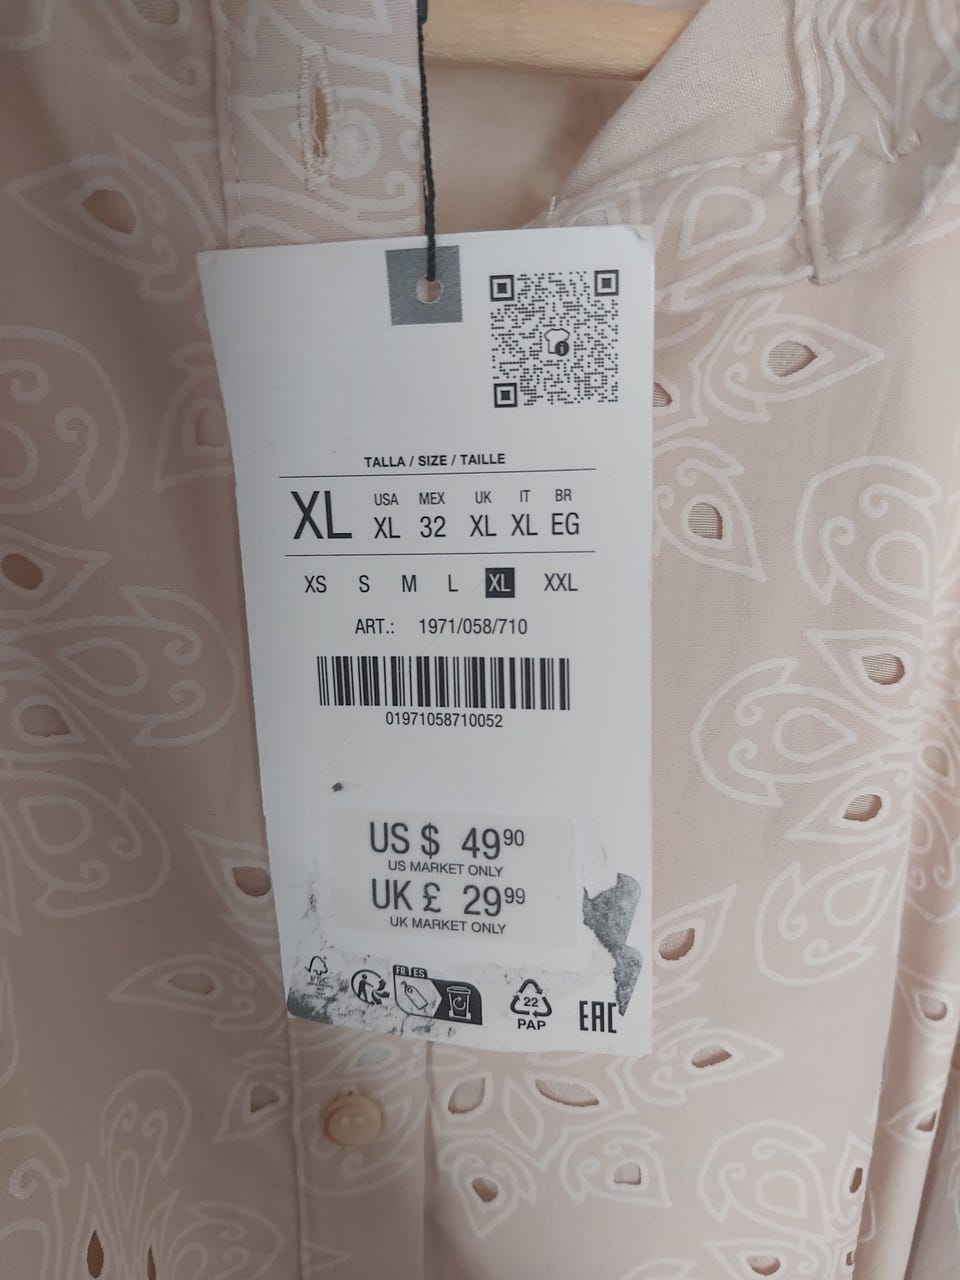 TALLA / SIZE / TAILLE
XL USA XL MEX 32 UK XL IT XL BR EG
XS S M L XL XXL
ART.: 1971/058/710
01971058710052
US $ 49⁹⁰
US MARKET ONLY
UK £ 29⁹⁹
UK MARKET ONLY
FR ES
22
PAP
EAC